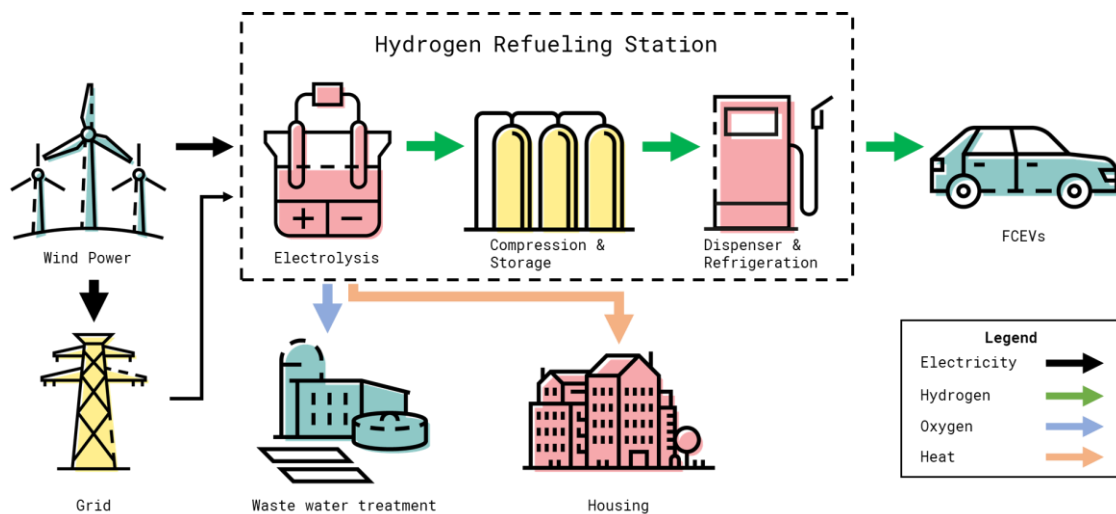 Hydrogen Refueling Station
Wind Power
Electrolysis
+ −
Compression &
Storage
Dispenser &
Refrigeration
FCEVs
Grid
Waste water treatment
Housing
Legend
Electricity
Hydrogen
Oxygen
Heat